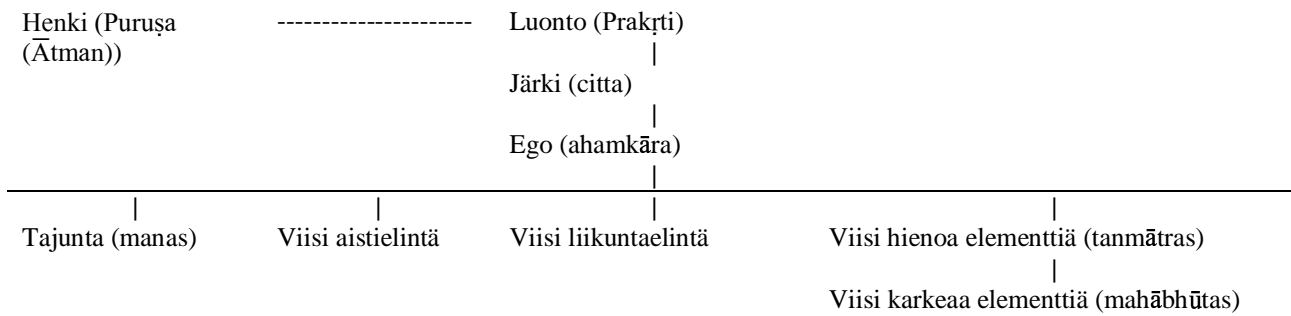 Henki (Puruṣa ---------------------- Luonto (Prakṛti)
(Ātman))
Järki (citta)
Ego (ahamkāra)
Tajunta (manas) Viisi aistielintä Viisi liikuntaelintä Viisi hienoa elementtiä (tanmātras)
Viisi karkeaa elementtiä (mahābhūtas)